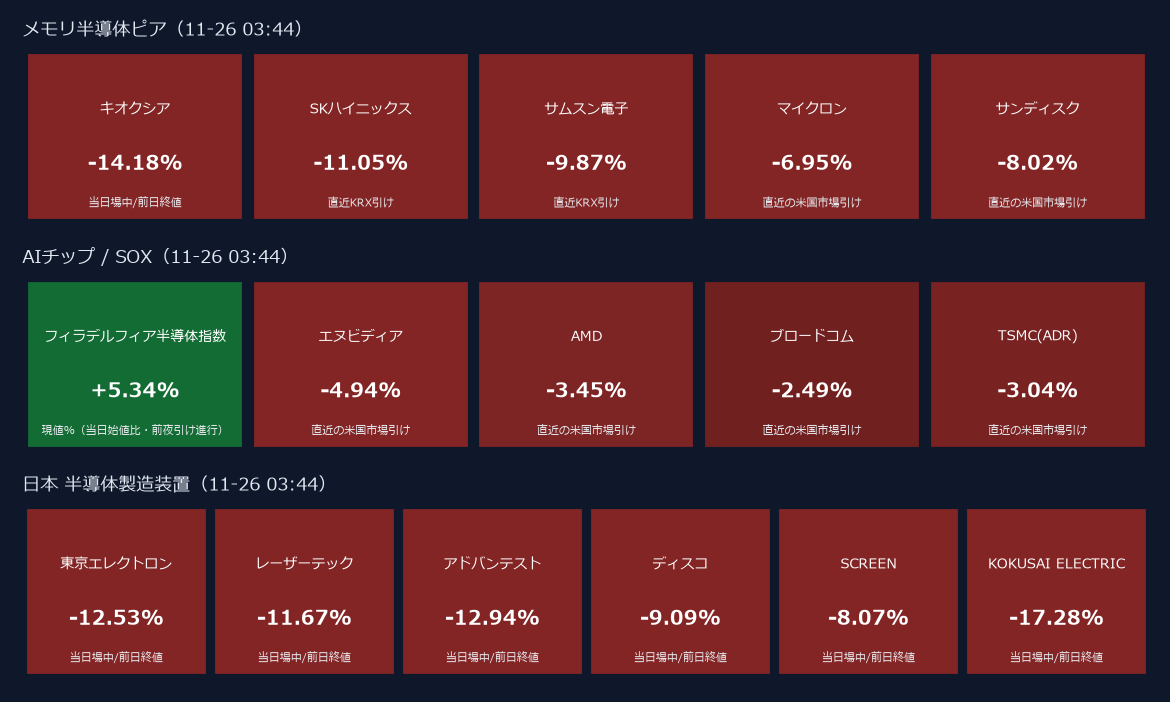 メモリ半導体ピア（11-26 03:44）
キオクシア
-14.18%
当日場中/前日終値
SKハイニックス
-11.05%
直近KRX引け
サムスン電子
-9.87%
直近KRX引け
マイクロン
-6.95%
直近の米国市場引け
サンディスク
-8.02%
直近の米国市場引け
AIチップ / SOX（11-26 03:44）
フィラデルフィア半導体指数
+5.34%
現値%（当日始値比・前夜引け進行）
エヌビディア
-4.94%
直近の米国市場引け
AMD
-3.45%
直近の米国市場引け
ブロードコム
-2.49%
直近の米国市場引け
TSMC(ADR)
-3.04%
直近の米国市場引け
日本 半導体製造装置（11-26 03:44）
東京エレクトロン
-12.53%
当日場中/前日終値
レーザーテック
-11.67%
当日場中/前日終値
アドバンテスト
-12.94%
当日場中/前日終値
ディスコ
-9.09%
当日場中/前日終値
SCREEN
-8.07%
当日場中/前日終値
KOKUSAI ELECTRIC
-17.28%
当日場中/前日終値